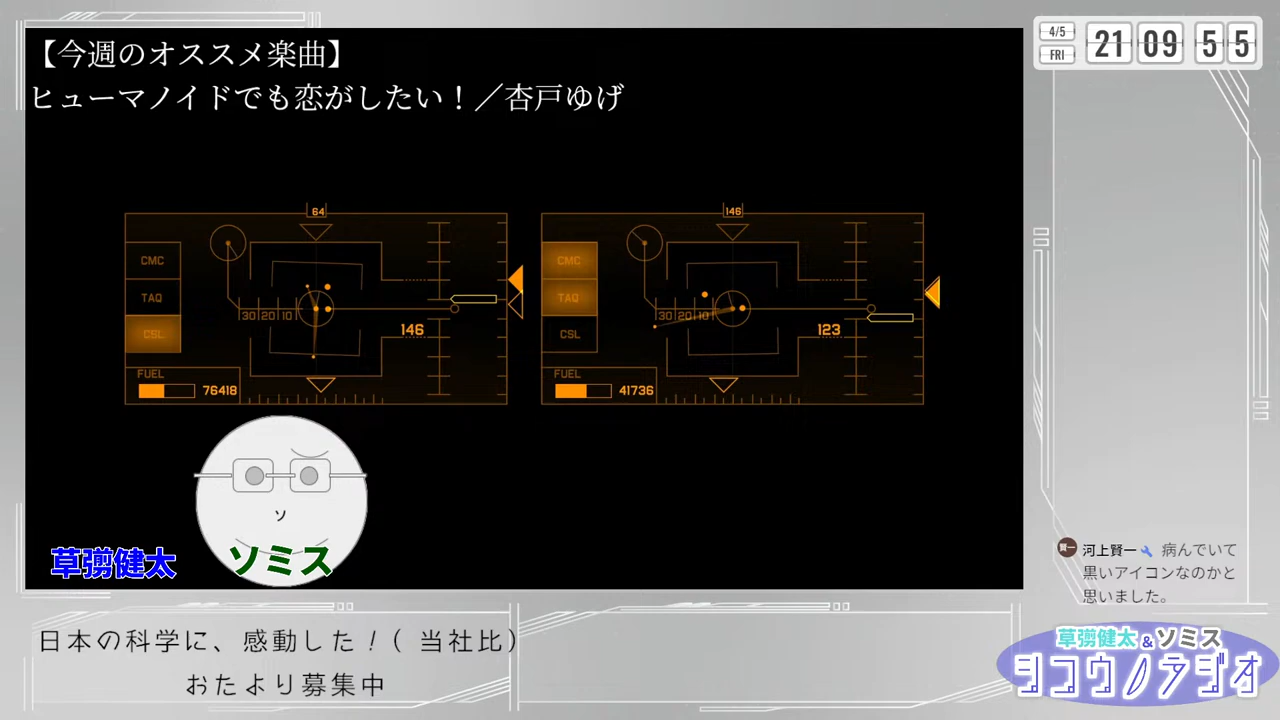 【今週のオススメ楽曲】
ヒューマノイドでも恋がしたい！／杏戸ゆげ
4/5
FRI
21 09 55
64
CMC
TAQ
CSL
30 20 10
146
FUEL
76418
146
CMC
TAQ
CSL
30 20 10
123
FUEL
41736
ソ
草彅健太
ソミス
賢一
河上賢一 病んでいて
黒いアイコンなのかと
思いました。
日本の科学に、感動した！( 当社比)
おたより募集中
草彅健太&ソミス
シコウノラジオ